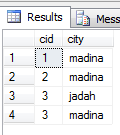 Results Mess
cid city
1 1 madina
2 2 madina
3 3 jadah
4 3 madina